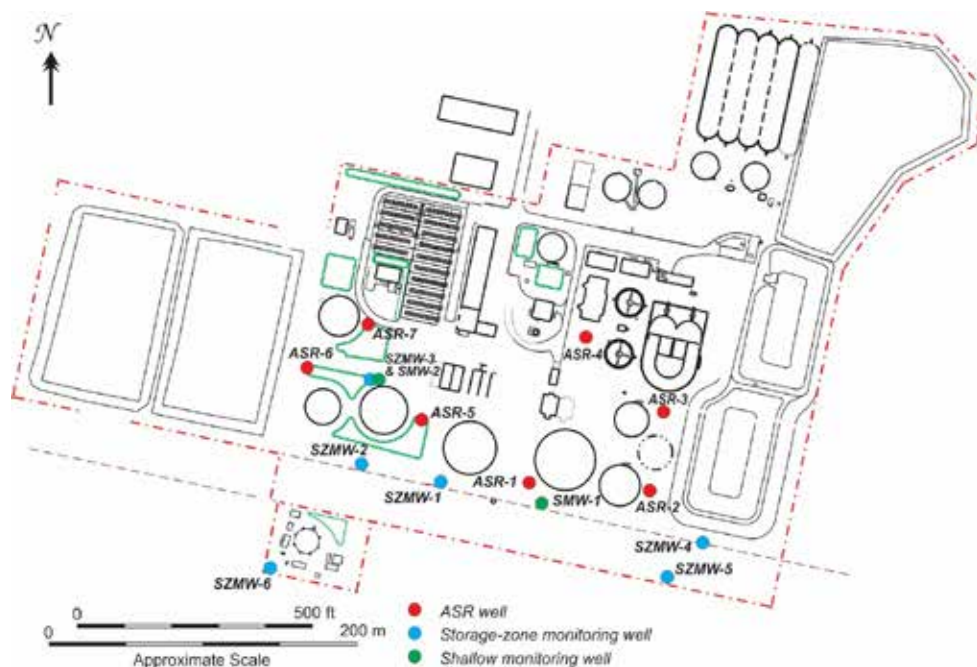 N
ASR-7
ASR-6
SZMW-3
& SMW-2
ASR-4
ASR-3
ASR-5
SZMW-2
SZMW-1
ASR-1
SMW-1
ASR-2
SZMW-4
SZMW-5
SZMW-6
0 500 ft
0 200 m
Approximate Scale
ASR well
Storage-zone monitoring well
Shallow monitoring well